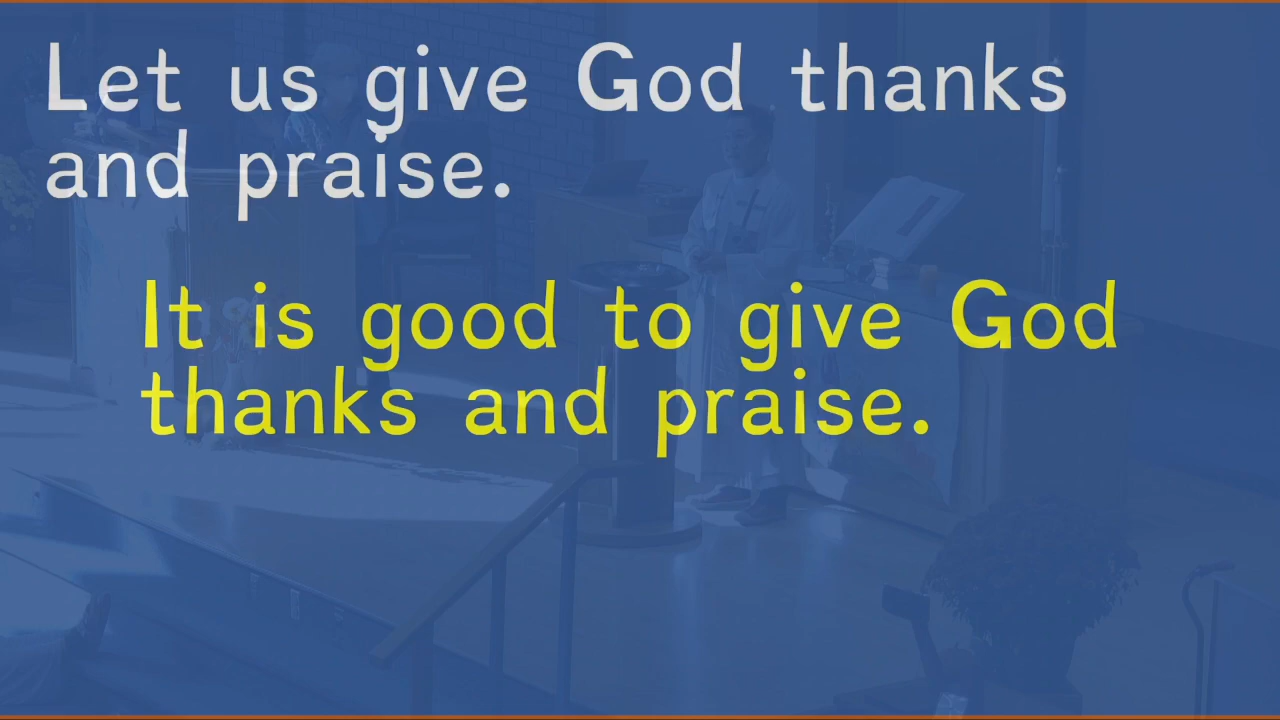 Let us give God thanks
and praise.
It is good to give God
thanks and praise.